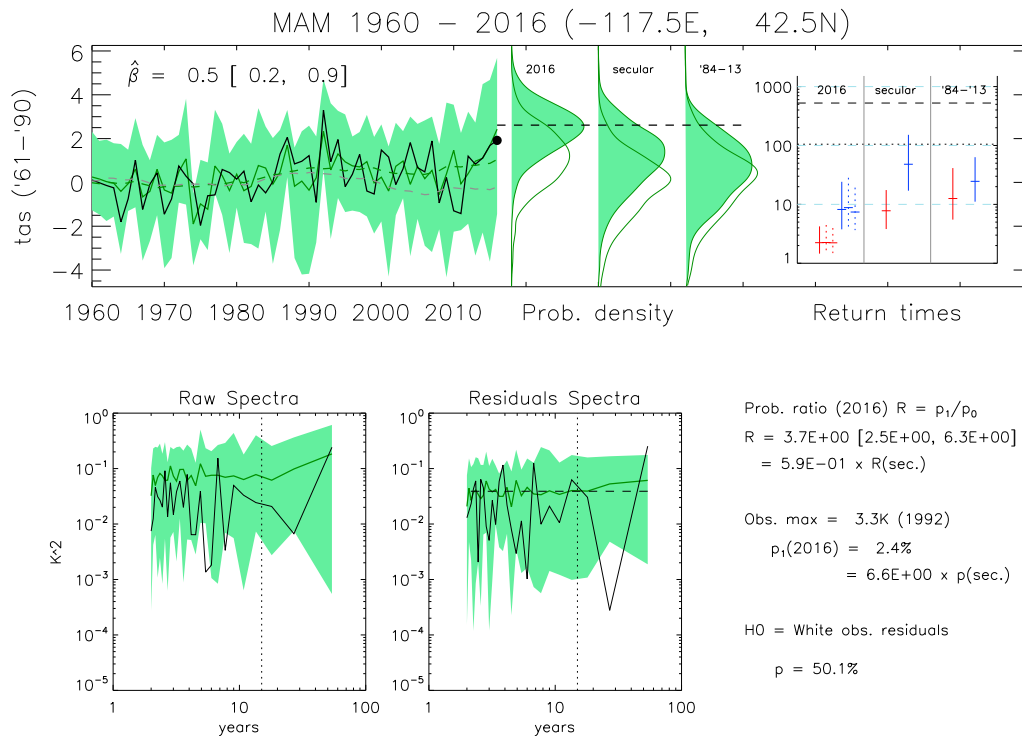 MAM 1960 − 2016 (−117.5E, 42.5N)
tas ('61−'90)
6
4
2
0
−2
−4
β̂ = 0.5 [ 0.2, 0.9]
1960 1970 1980 1990 2000 2010
2016
secular
'84−13
Prob. density
1000
100
10
1
2016
secular
'84−'13
Return times
Raw Spectra
K^2
10^0
10^-1
10^-2
10^-3
10^-4
10^-5
1 10 100
years
Residuals Spectra
10^0
10^-1
10^-2
10^-3
10^-4
10^-5
1 10 100
years
Prob. ratio (2016) R = p₁/p₀
R = 3.7E+00 [2.5E+00, 6.3E+00]
= 5.9E−01 x R(sec.)
Obs. max = 3.3K (1992)
p₁(2016) = 2.4%
= 6.6E+00 x p(sec.)
H0 = White obs. residuals
p = 50.1%